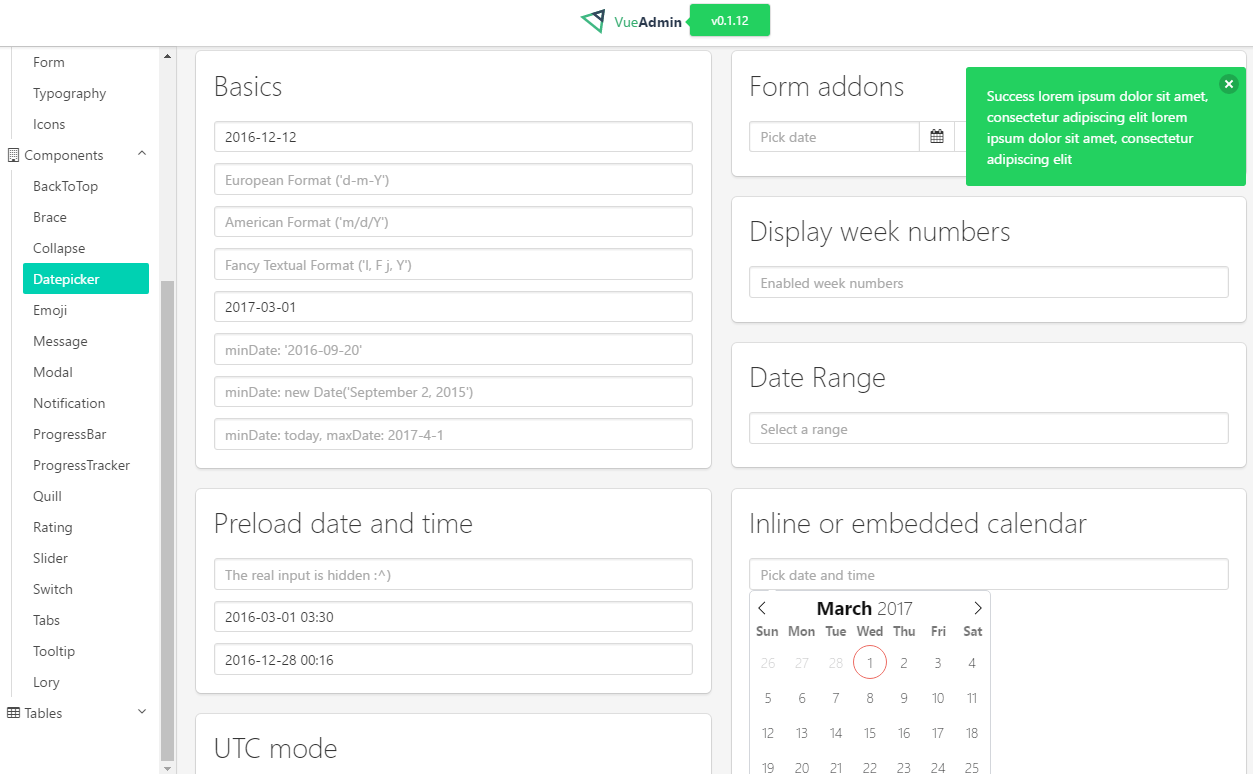 VueAdmin
v0.1.12
Form
Typography
Icons
Components
BackToTop
Brace
Collapse
Datepicker
Emoji
Message
Modal
Notification
ProgressBar
ProgressTracker
Quill
Rating
Slider
Switch
Tabs
Tooltip
Lory
Tables
Basics
2016-12-12
European Format ('d-m-Y')
American Format ('m/d/Y')
Fancy Textual Format ('l, F j, Y')
2017-03-01
minDate: '2016-09-20'
minDate: new Date('September 2, 2015')
minDate: today, maxDate: 2017-4-1
Preload date and time
The real input is hidden :^)
2016-03-01 03:30
2016-12-28 00:16
UTC mode
Form addons
Pick date
Success lorem ipsum dolor sit amet,
consectetur adipiscing elit lorem
ipsum dolor sit amet, consectetur
adipiscing elit
Display week numbers
Enabled week numbers
Date Range
Select a range
Inline or embedded calendar
Pick date and time
March 2017
Sun Mon Tue Wed Thu Fri Sat
26 27 28 1 2 3 4
5 6 7 8 9 10 11
12 13 14 15 16 17 18
19 20 21 22 23 24 25